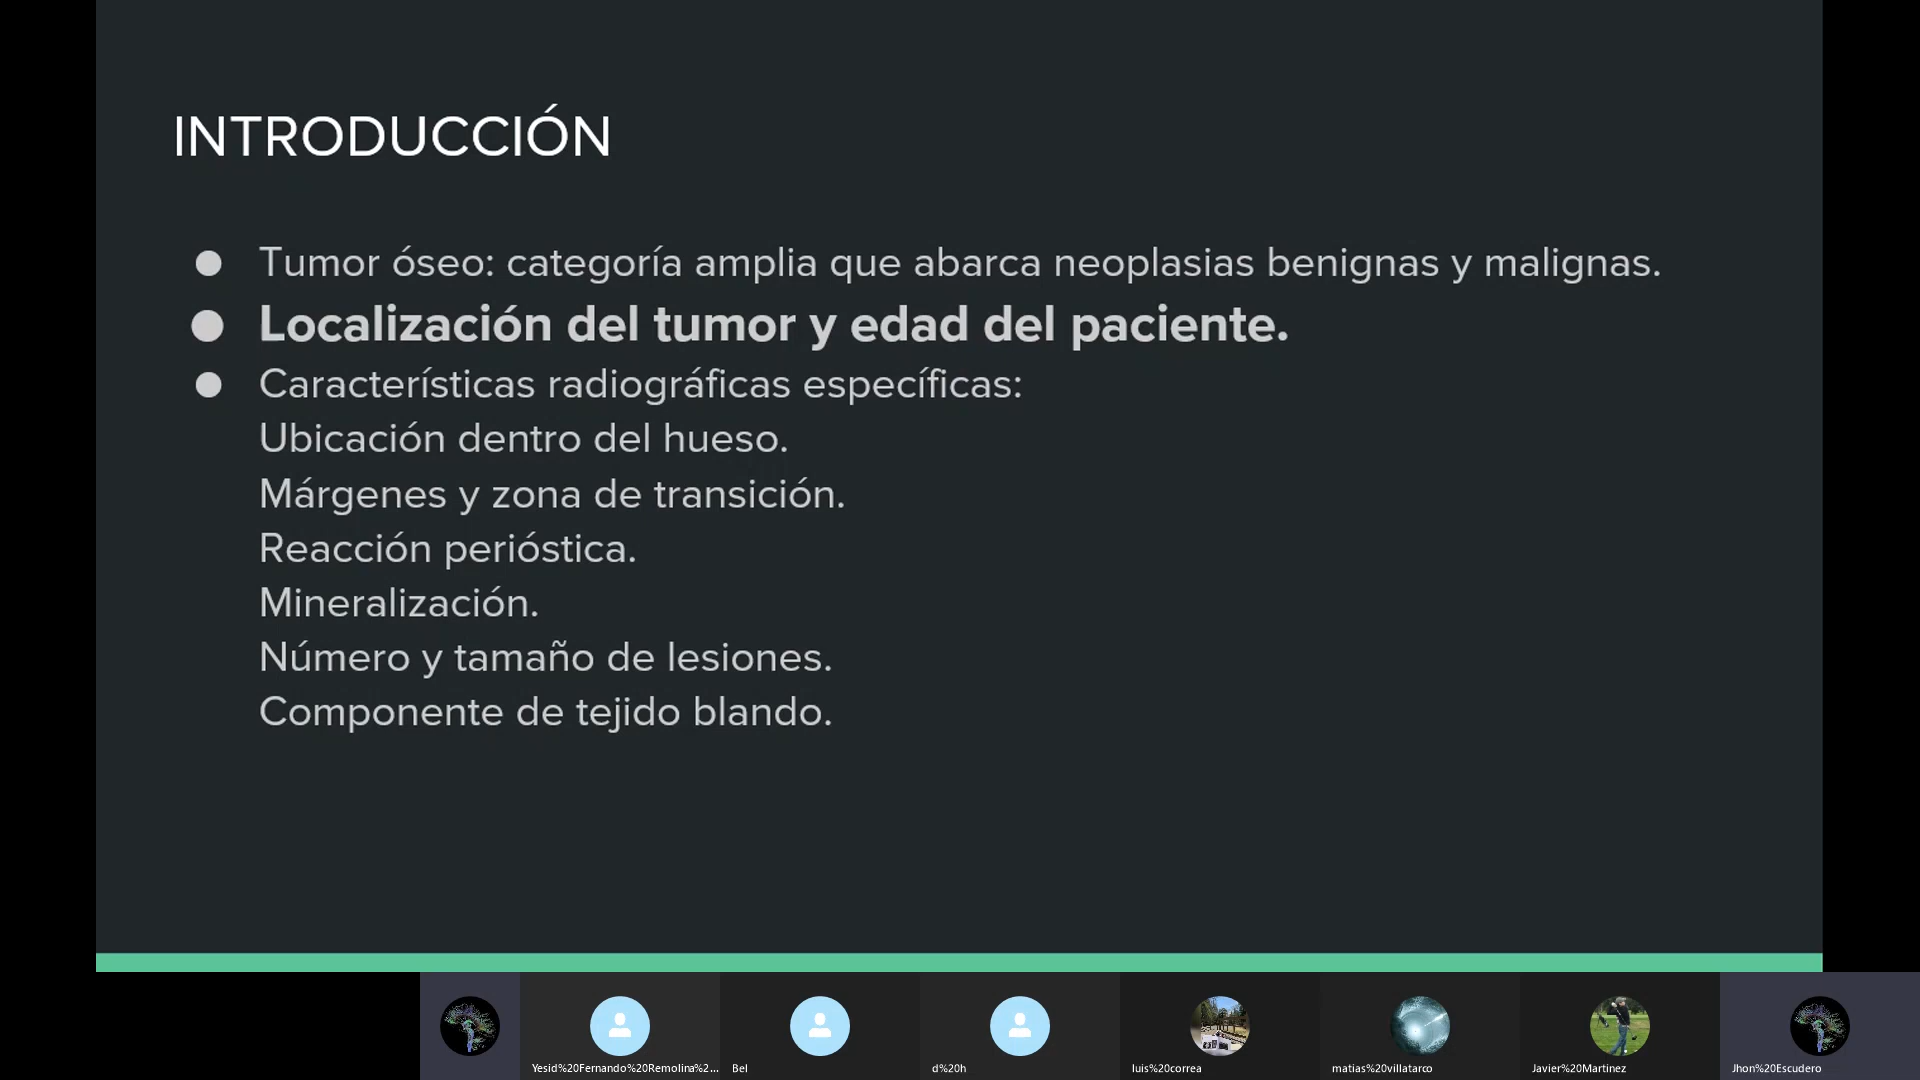 INTRODUCCIÓN
● Tumor óseo: categoría amplia que abarca neoplasias benignas y malignas.
● Localización del tumor y edad del paciente.
● Características radiográficas específicas:
Ubicación dentro del hueso.
Márgenes y zona de transición.
Reacción perióstica.
Mineralización.
Número y tamaño de lesiones.
Componente de tejido blando.
Yesid%20Fernando%20Remolina%2... Bel d%20h luis%20correa matias%20villatarco Javier%20Martinez Jhon%20Escudero